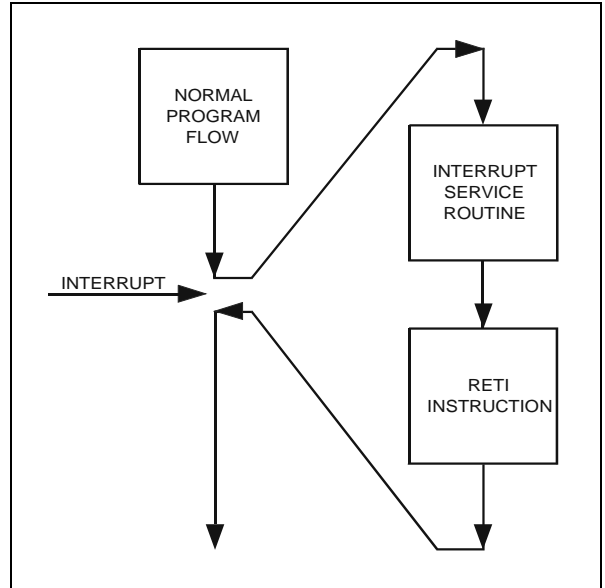 NORMAL
PROGRAM
FLOW
INTERRUPT
INTERRUPT
SERVICE
ROUTINE
RETI
INSTRUCTION